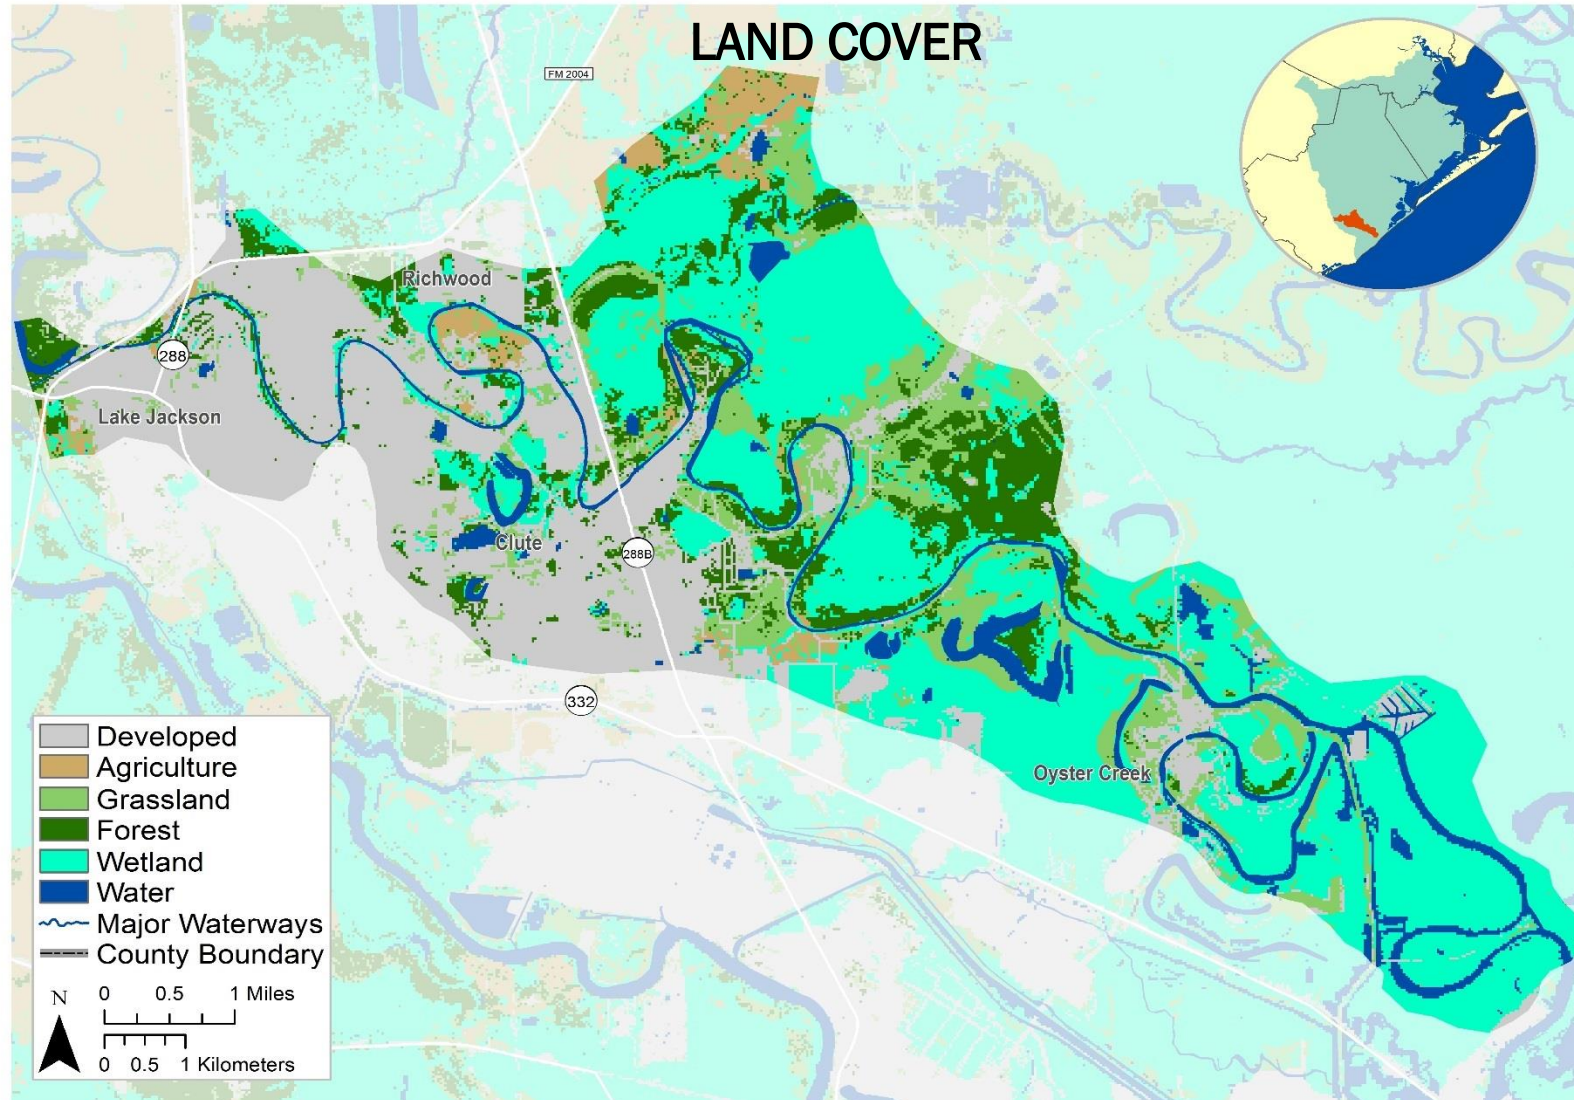 LAND COVER
FM 2004
Richwood
288
Lake Jackson
Clute
288B
332
Oyster Creek
Developed
Agriculture
Grassland
Forest
Wetland
Water
Major Waterways
County Boundary
N
0 0.5 1 Miles
0 0.5 1 Kilometers